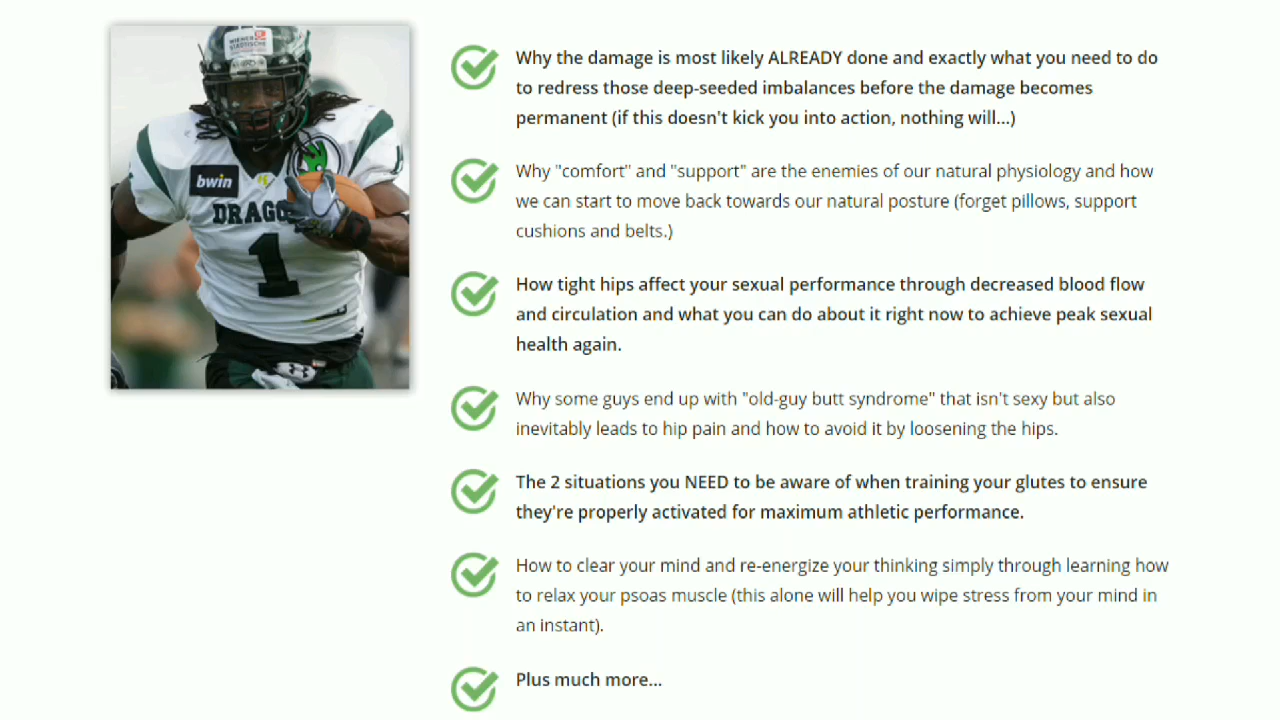 WIENER
STÄDTISCHE
bwin
DRAGO
1
Why the damage is most likely ALREADY done and exactly what you need to do
to redress those deep-seeded imbalances before the damage becomes
permanent (if this doesn't kick you into action, nothing will...)
Why "comfort" and "support" are the enemies of our natural physiology and how
we can start to move back towards our natural posture (forget pillows, support
cushions and belts.)
How tight hips affect your sexual performance through decreased blood flow
and circulation and what you can do about it right now to achieve peak sexual
health again.
Why some guys end up with "old-guy butt syndrome" that isn't sexy but also
inevitably leads to hip pain and how to avoid it by loosening the hips.
The 2 situations you NEED to be aware of when training your glutes to ensure
they're properly activated for maximum athletic performance.
How to clear your mind and re-energize your thinking simply through learning how
to relax your psoas muscle (this alone will help you wipe stress from your mind in
an instant).
Plus much more...